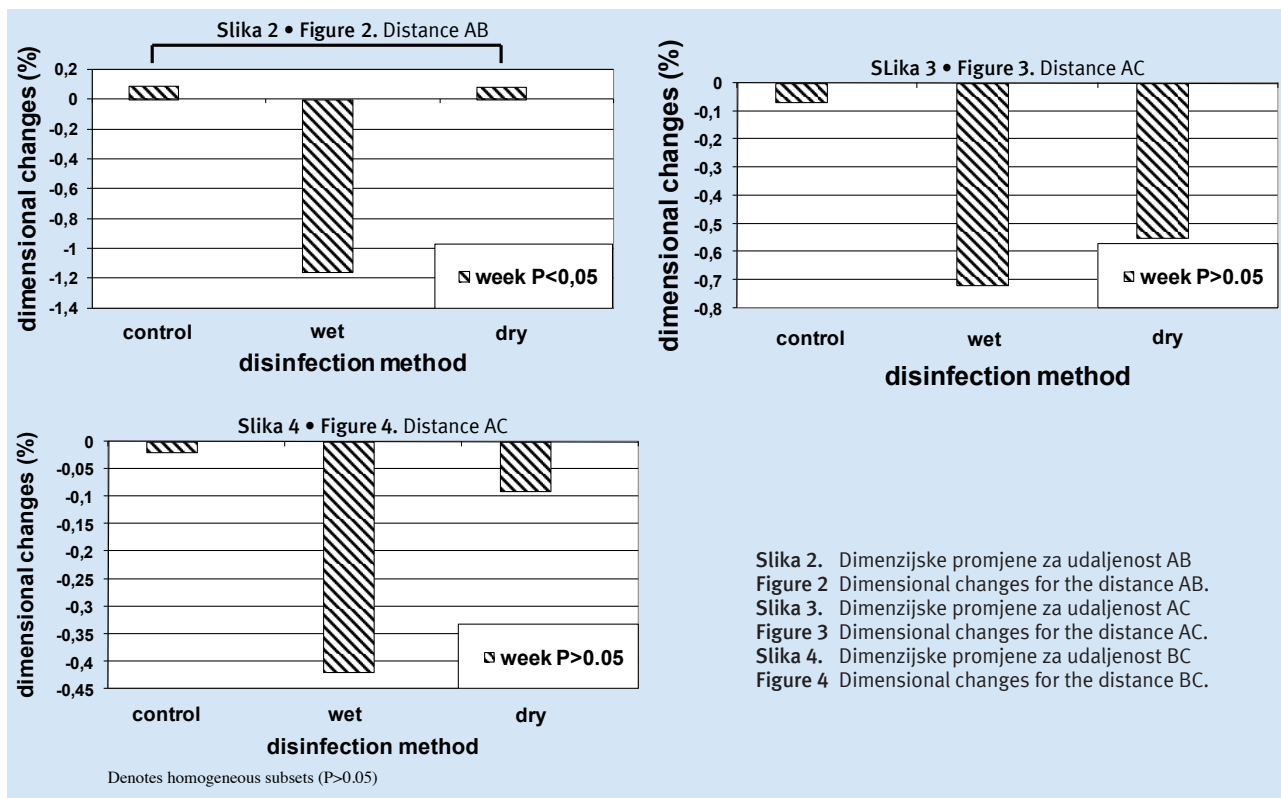 Slika 2 • Figure 2. Distance AB
dimensional changes (%)
0,2
0
-0,2
-0,4
-0,6
-0,8
-1
-1,2
-1,4
week P<0,05
control wet dry
disinfection method
SLika 3 • Figure 3. Distance AC
dimensional changes (%)
0
-0,1
-0,2
-0,3
-0,4
-0,5
-0,6
-0,7
-0,8
week P>0.05
control wet dry
disinfection method
Slika 4 • Figure 4. Distance AC
dimensional changes (%)
0
-0,05
-0,1
-0,15
-0,2
-0,25
-0,3
-0,35
-0,4
-0,45
week P>0.05
control wet dry
disinfection method
Denotes homogeneous subsets (P>0.05)
Slika 2. Dimenzijske promjene za udaljenost AB
Figure 2 Dimensional changes for the distance AB.
Slika 3. Dimenzijske promjene za udaljenost AC
Figure 3 Dimensional changes for the distance AC.
Slika 4. Dimenzijske promjene za udaljenost BC
Figure 4 Dimensional changes for the distance BC.